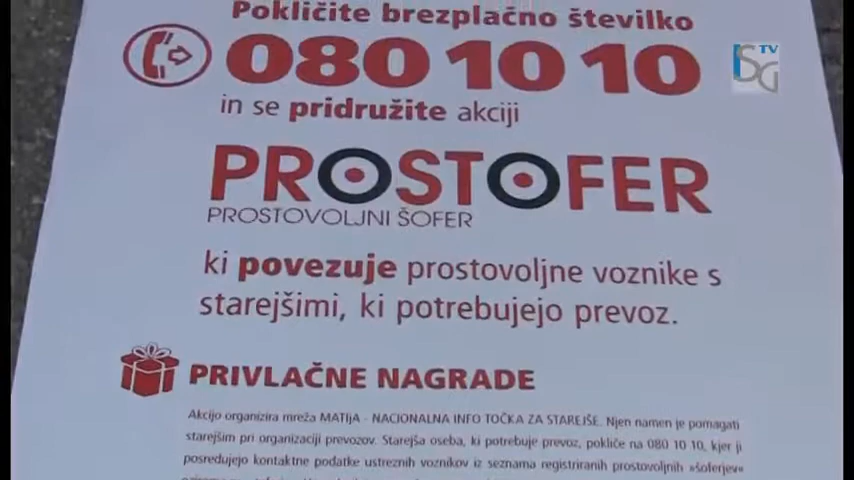 Pokličite brezplačno številko
080 10 10
TV
SG
in se pridružite akciji
PROSTOFER
PROSTOVOLJNI ŠOFER
ki povezuje prostovoljne voznike s
starejšimi, ki potrebujejo prevoz.
PRIVLAČNE NAGRADE
Akcijo organizira mreža MATIjA - NACIONALNA INFO TOČKA ZA STAREJŠE. Njen namen je pomagati
starejšim pri organizaciji prevozov. Starejša oseba, ki potrebuje prevoz, pokliče na 080 10 10, kjer ji
posredujejo kontaktne podatke ustreznih voznikov iz seznama registriranih prostovoljnih »šoferjev«